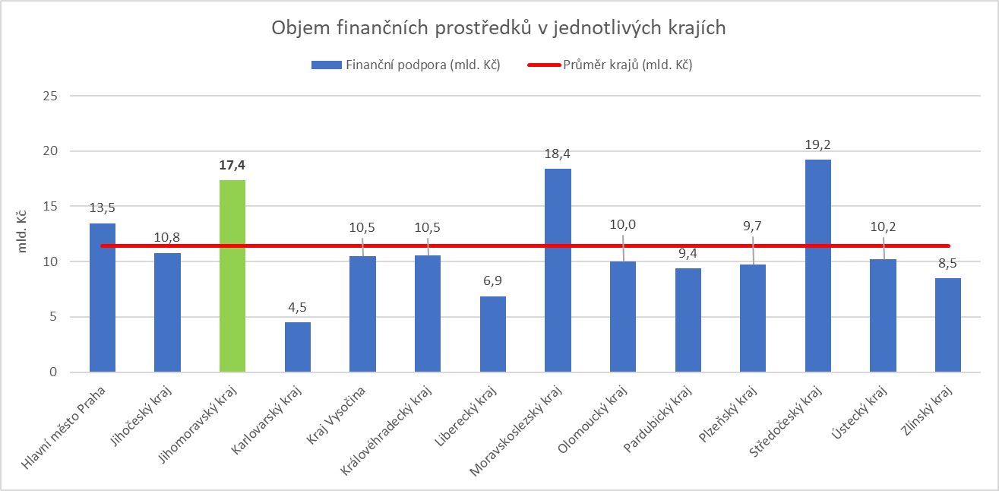 Objem finančních prostředků v jednotlivých krajích
Finanční podpora (mld. Kč) Průměr krajů (mld. Kč)
mld. Kč
25
20
15
10
5
0
13,5
10,8
17,4
4,5
10,5
10,5
6,9
18,4
10,0
9,4
9,7
19,2
10,2
8,5
Hlavní město Praha
Jihočeský kraj
Jihomoravský kraj
Karlovarský kraj
Kraj Vysočina
Královéhradecký kraj
Liberecký kraj
Moravskoslezský kraj
Olomoucký kraj
Pardubický kraj
Plzeňský kraj
Středočeský kraj
Ústecký kraj
Zlínský kraj